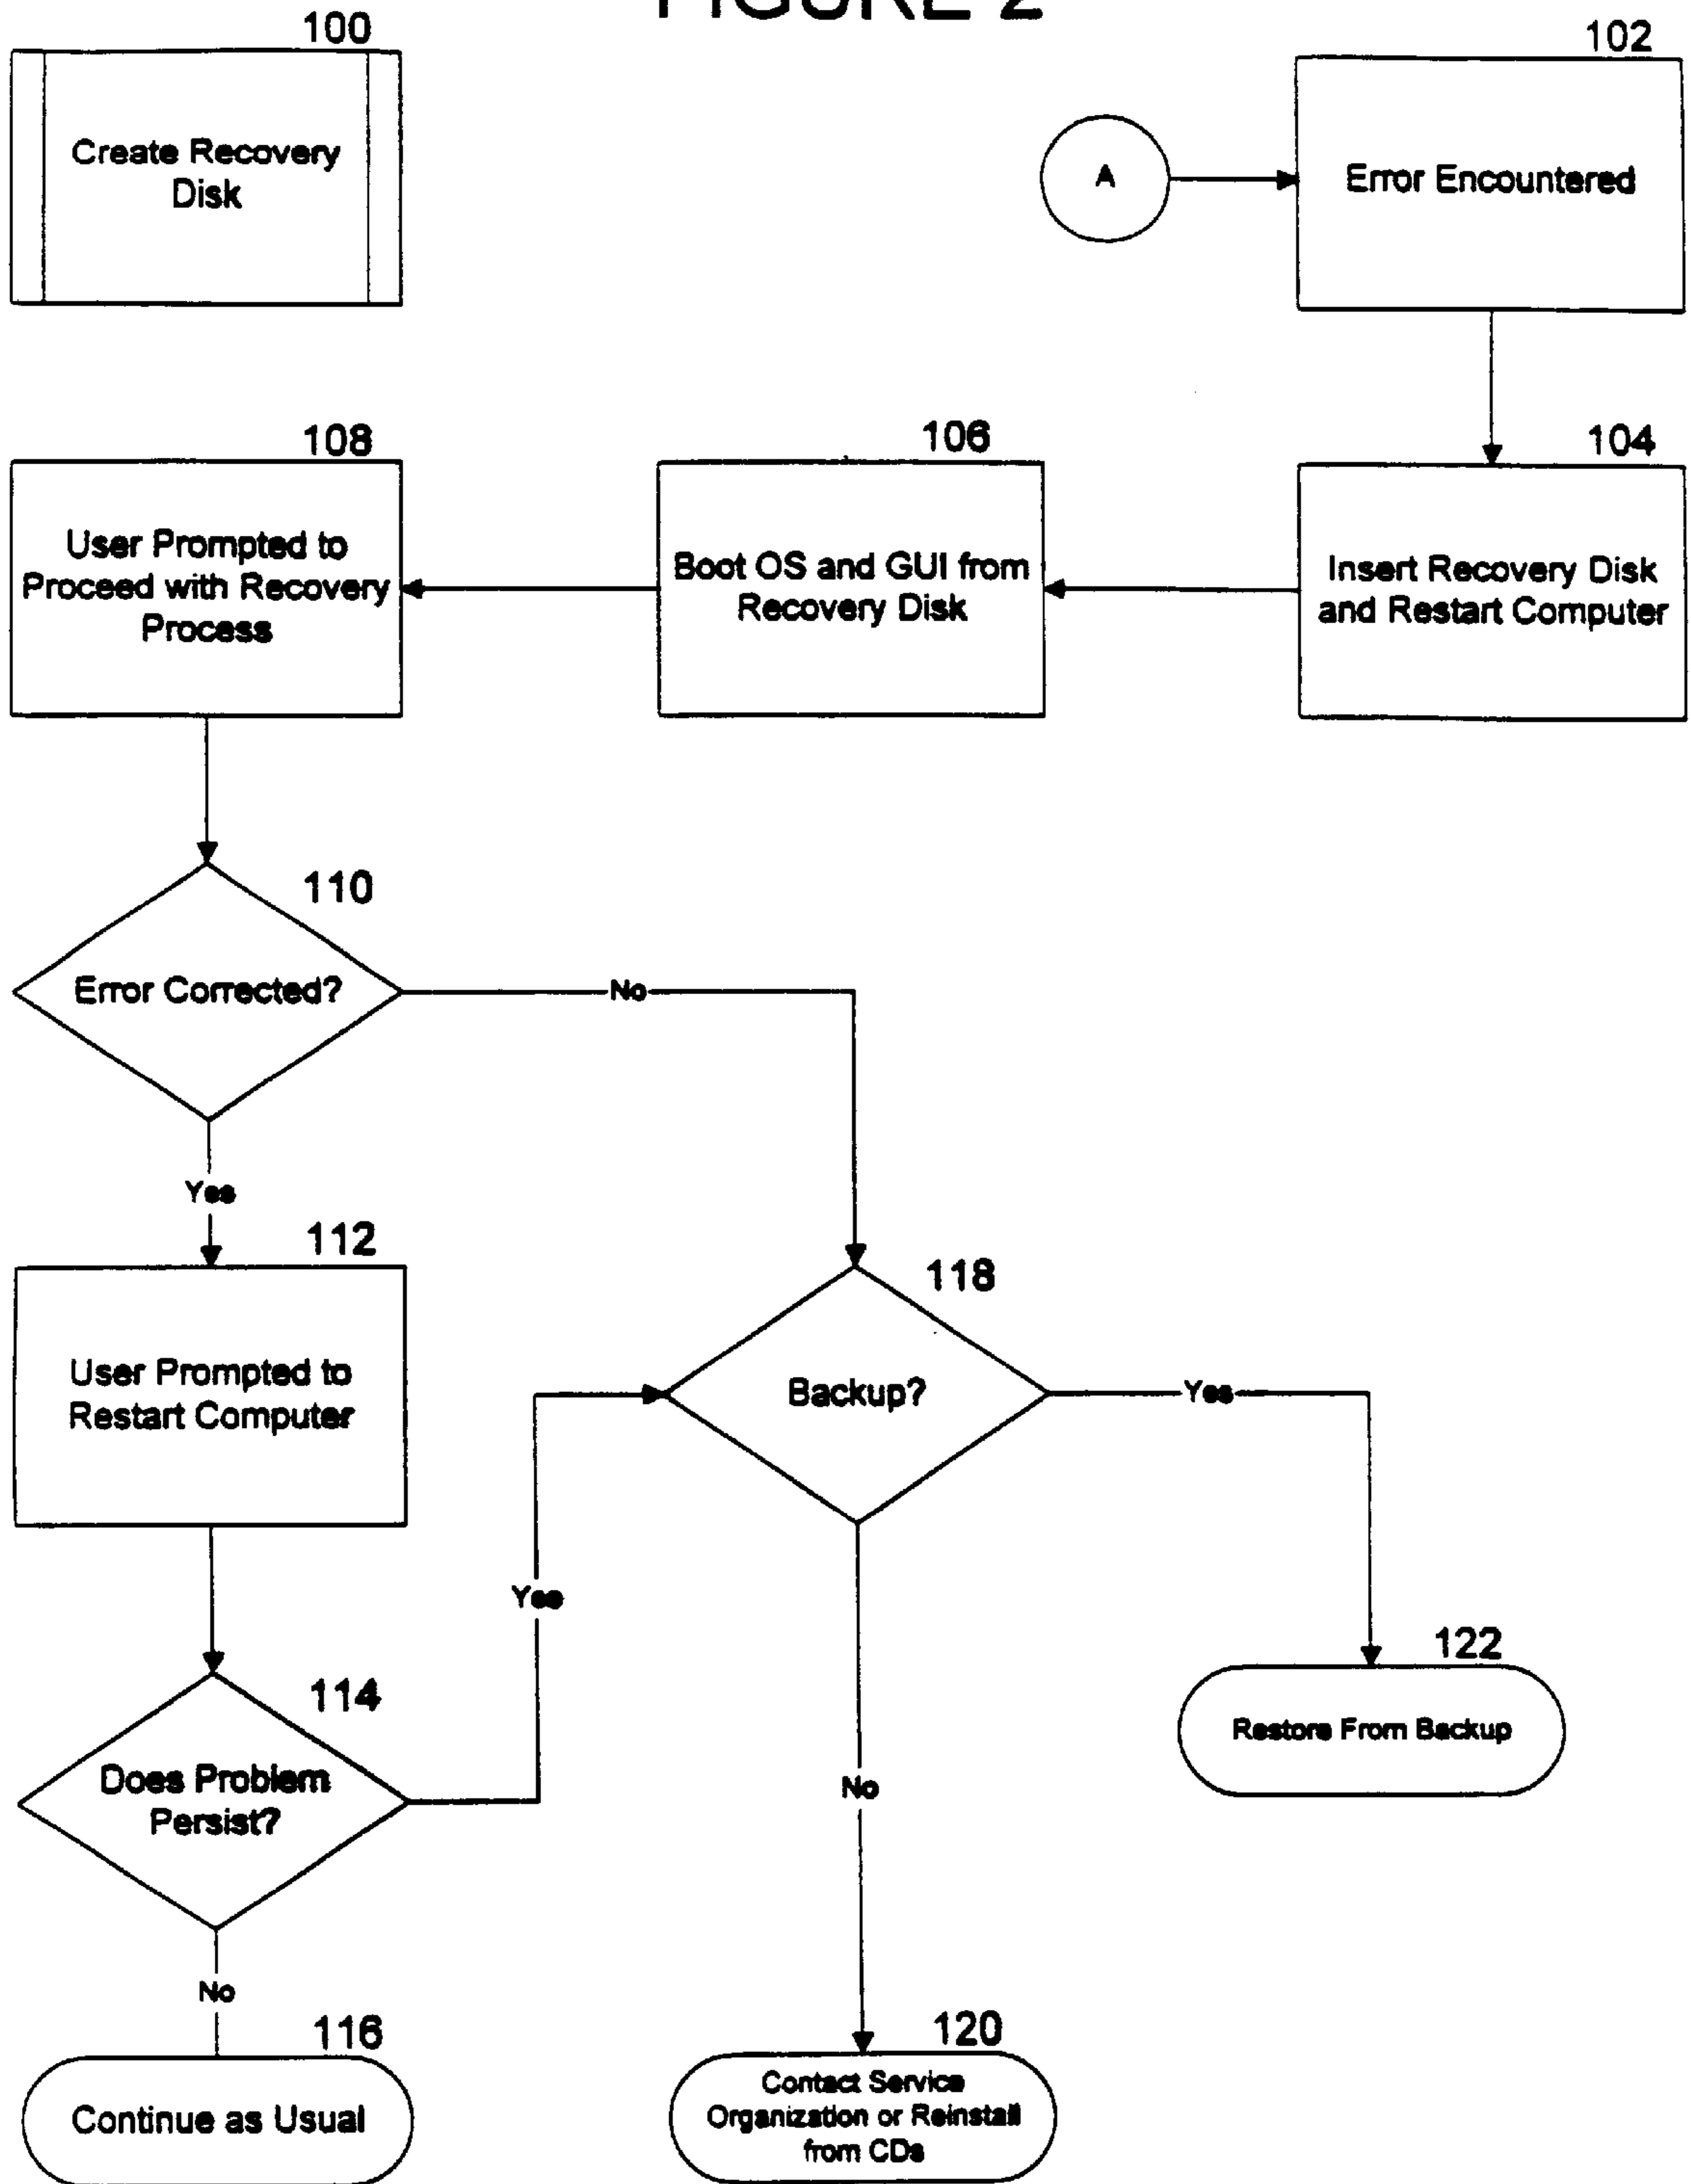 FIGURE 2
100
Create Recovery
Disk
A
102
Error Encountered
108
User Prompted to
Proceed with Recovery
Process
106
Boot OS and GUI from
Recovery Disk
104
Insert Recovery Disk
and Restart Computer
110
Error Corrected?
No
Yes
112
User Prompted to
Restart Computer
118
Backup?
Yes
Yes
114
Does Problem
Persist?
No
122
Restore From Backup
No
116
Continue as Usual
120
Contact Service
Organization or Reinstall
from CDs